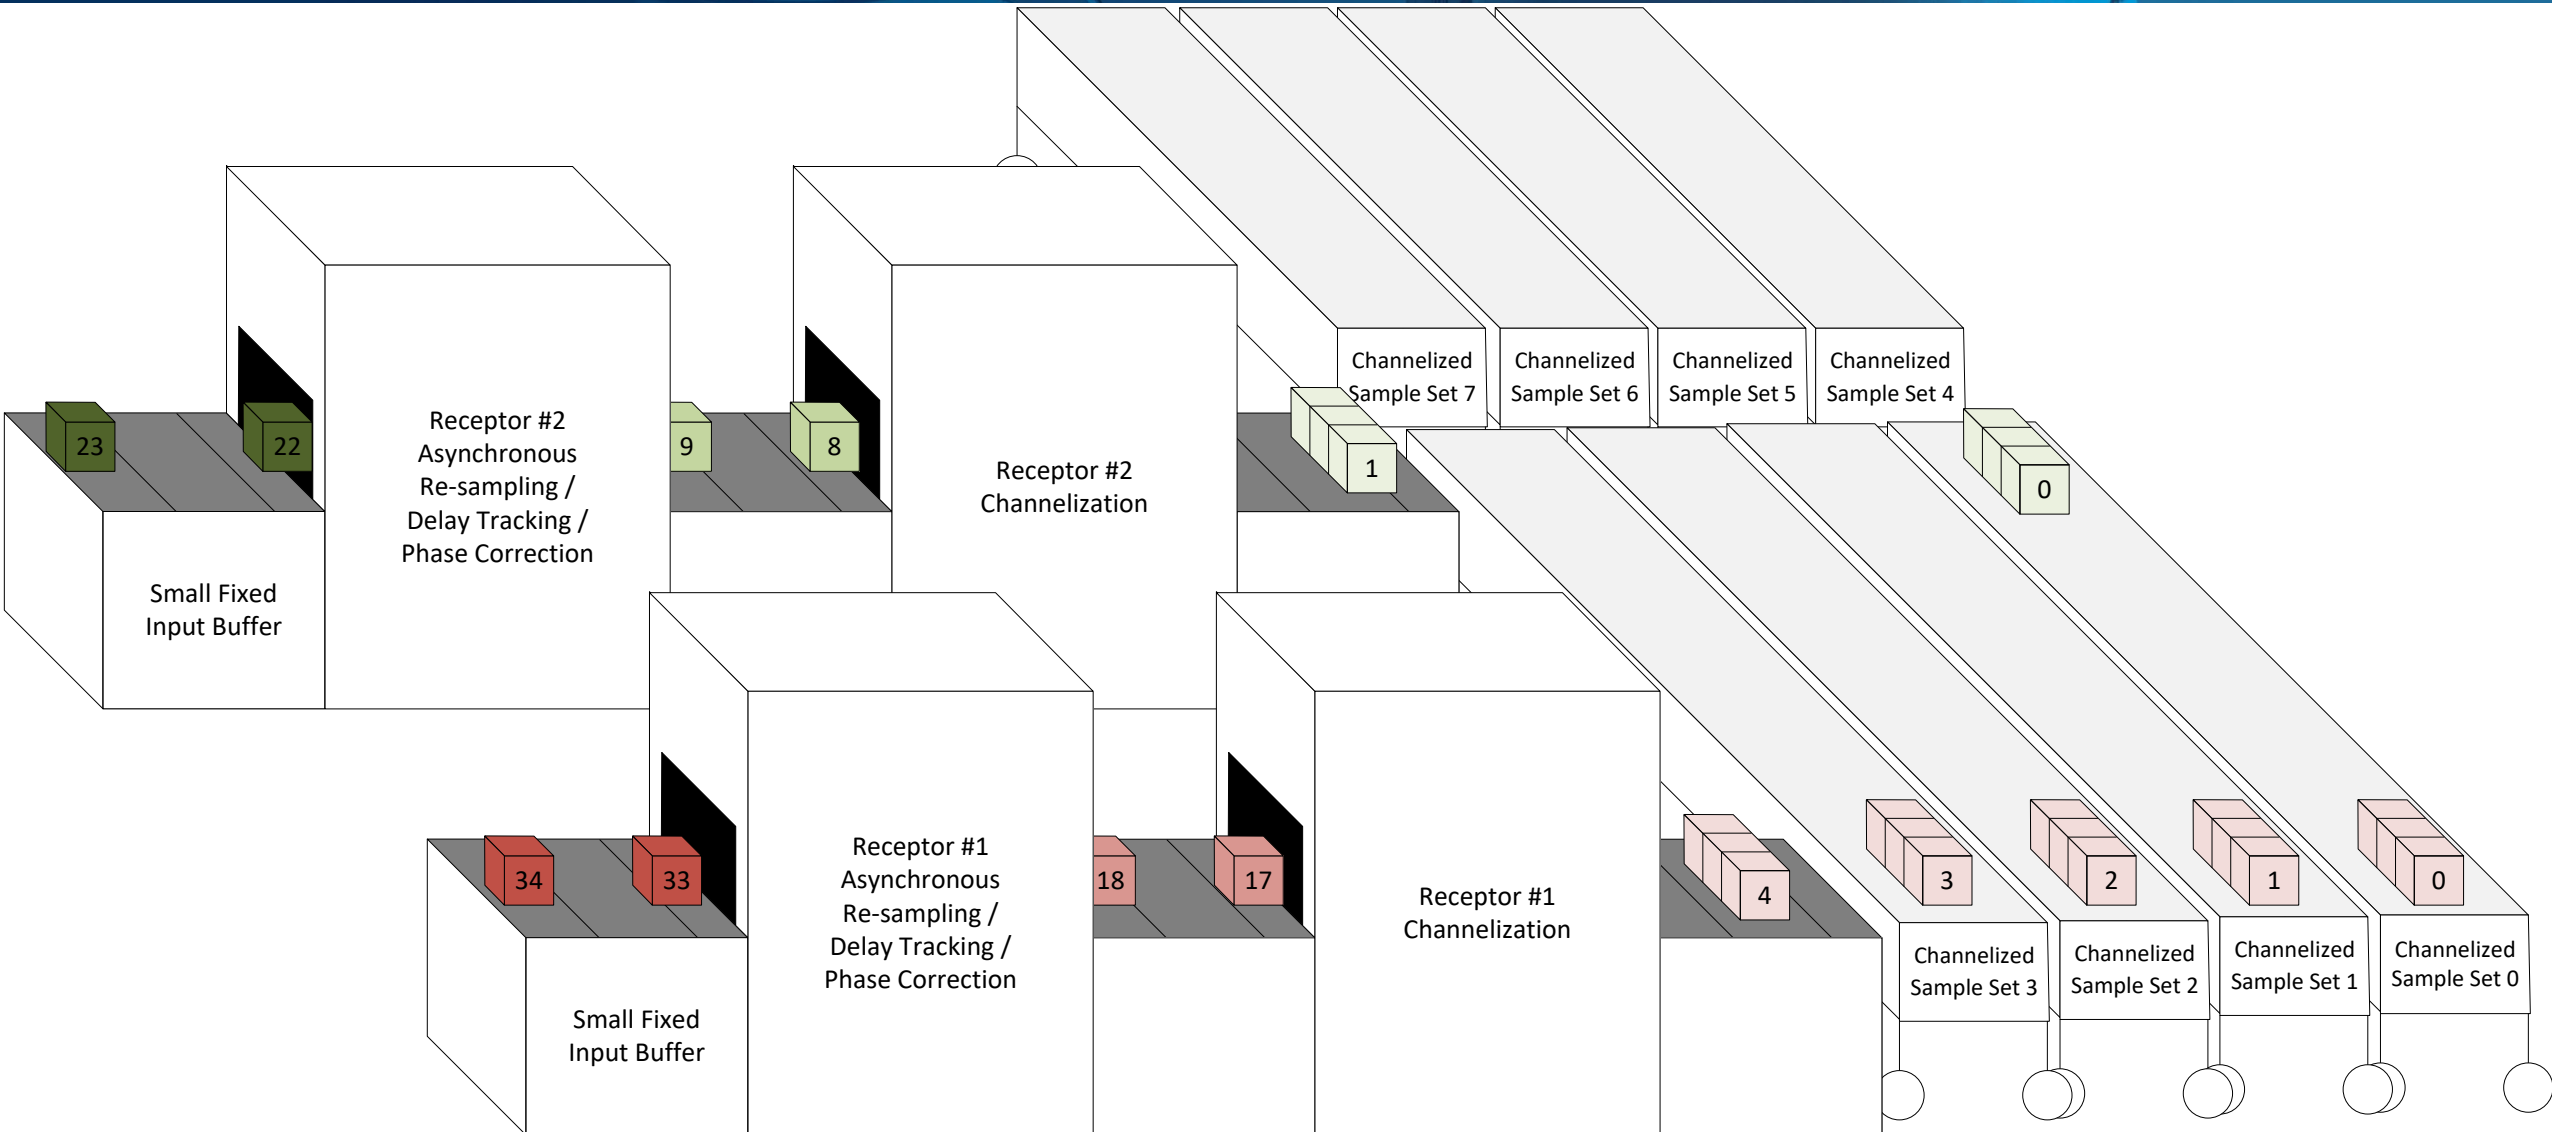 Channelized
Sample Set 7
Channelized
Sample Set 6
Channelized
Sample Set 5
Channelized
Sample Set 4
23
22
Receptor #2
Asynchronous
Re-sampling /
Delay Tracking /
Phase Correction
9
8
Receptor #2
Channelization
1
0
Small Fixed
Input Buffer
34
33
Receptor #1
Asynchronous
Re-sampling /
Delay Tracking /
Phase Correction
18
17
Receptor #1
Channelization
4
3
2
1
0
Channelized
Sample Set 3
Channelized
Sample Set 2
Channelized
Sample Set 1
Channelized
Sample Set 0
Small Fixed
Input Buffer